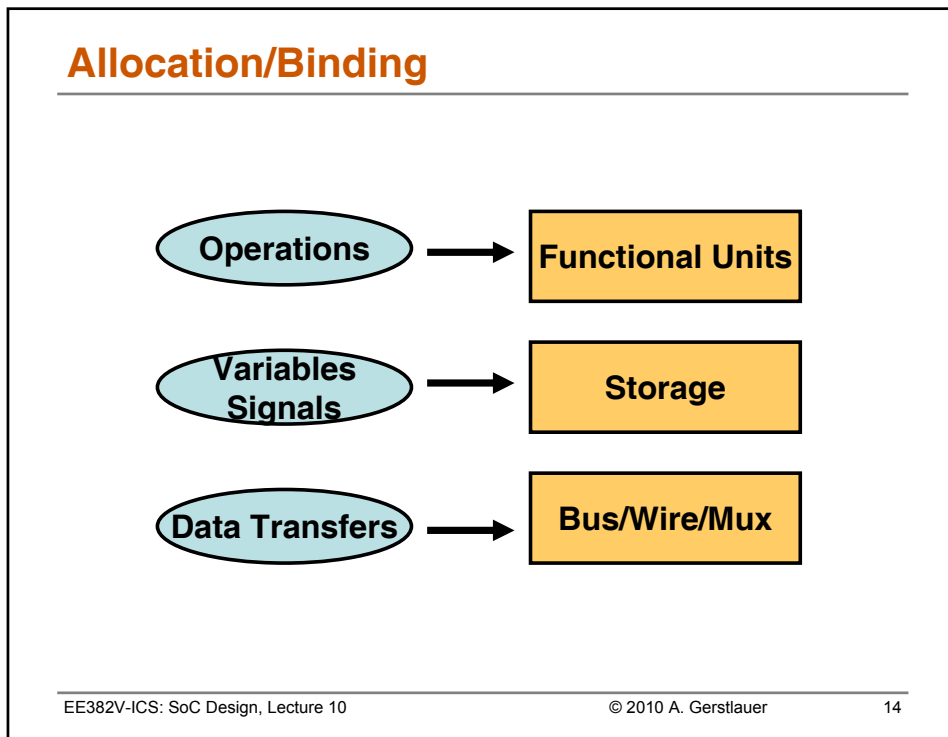 Allocation/Binding
Operations
Functional Units
Variables
Signals
Storage
Data Transfers
Bus/Wire/Mux
EE382V-ICS: SoC Design, Lecture 10
© 2010 A. Gerstlauer
14